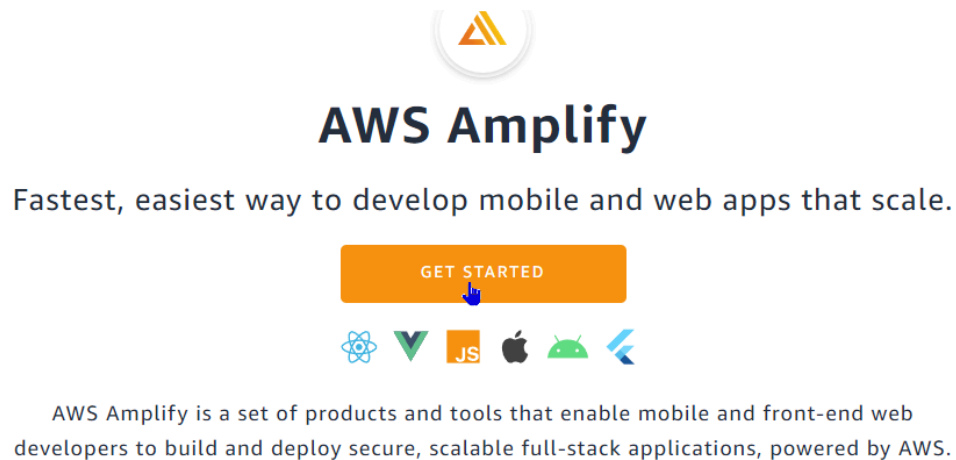 AWS Amplify
Fastest, easiest way to develop mobile and web apps that scale.
GET STARTED
JS
AWS Amplify is a set of products and tools that enable mobile and front-end web
developers to build and deploy secure, scalable full-stack applications, powered by AWS.